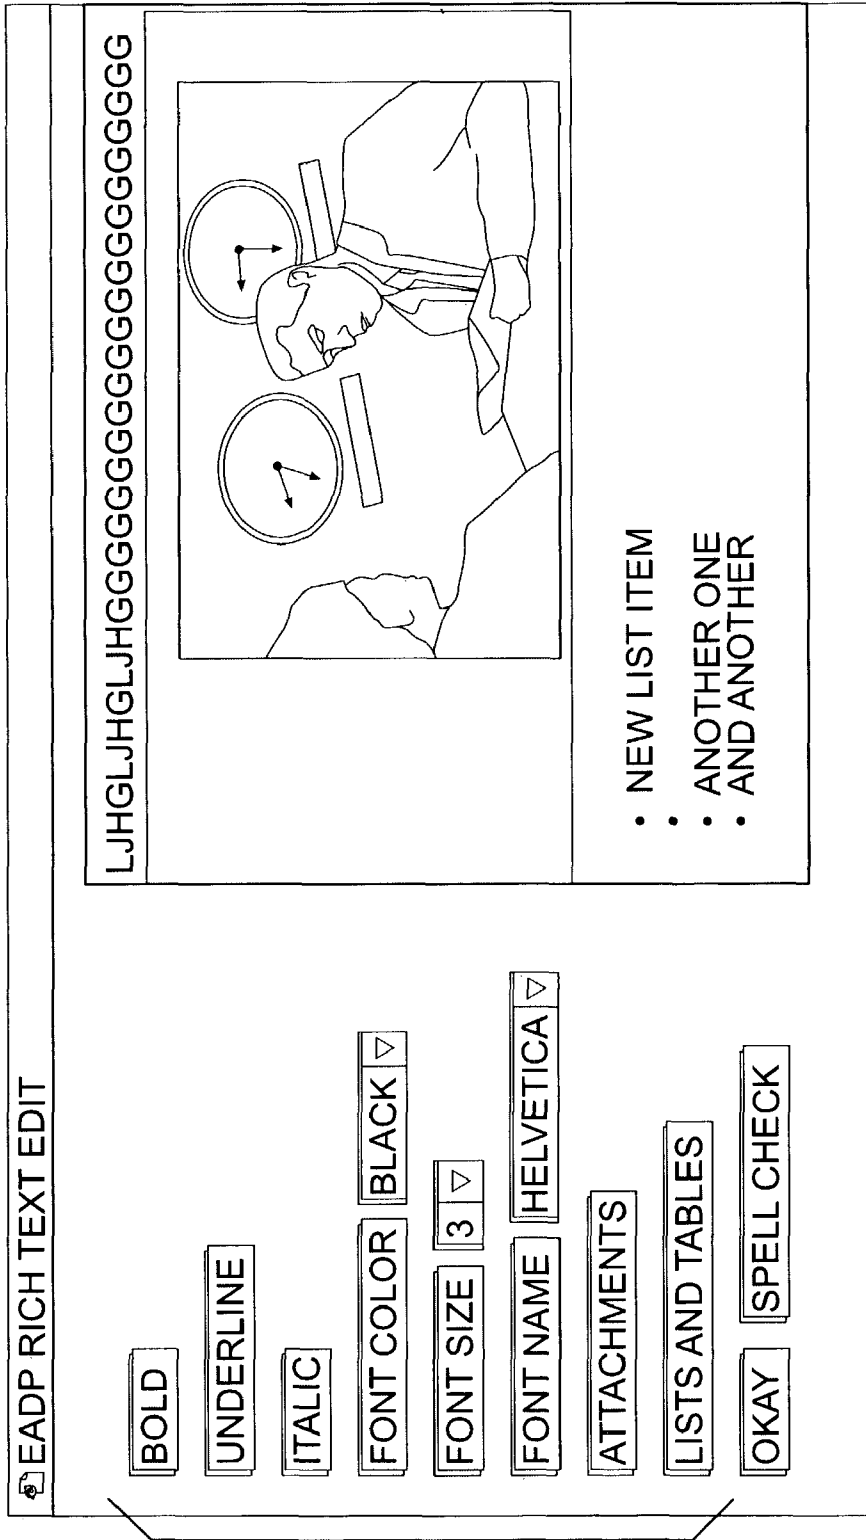 EADP RICH TEXT EDIT
BOLD
UNDERLINE
ITALIC
FONT COLOR BLACK
FONT SIZE 3
FONT NAME HELVETICA
ATTACHMENTS
LISTS AND TABLES
OKAY SPELL CHECK
LJHGLJHGLJHGGGGGGGGGGGGGGGGGGGGG
• NEW LIST ITEM
•
• ANOTHER ONE
• AND ANOTHER